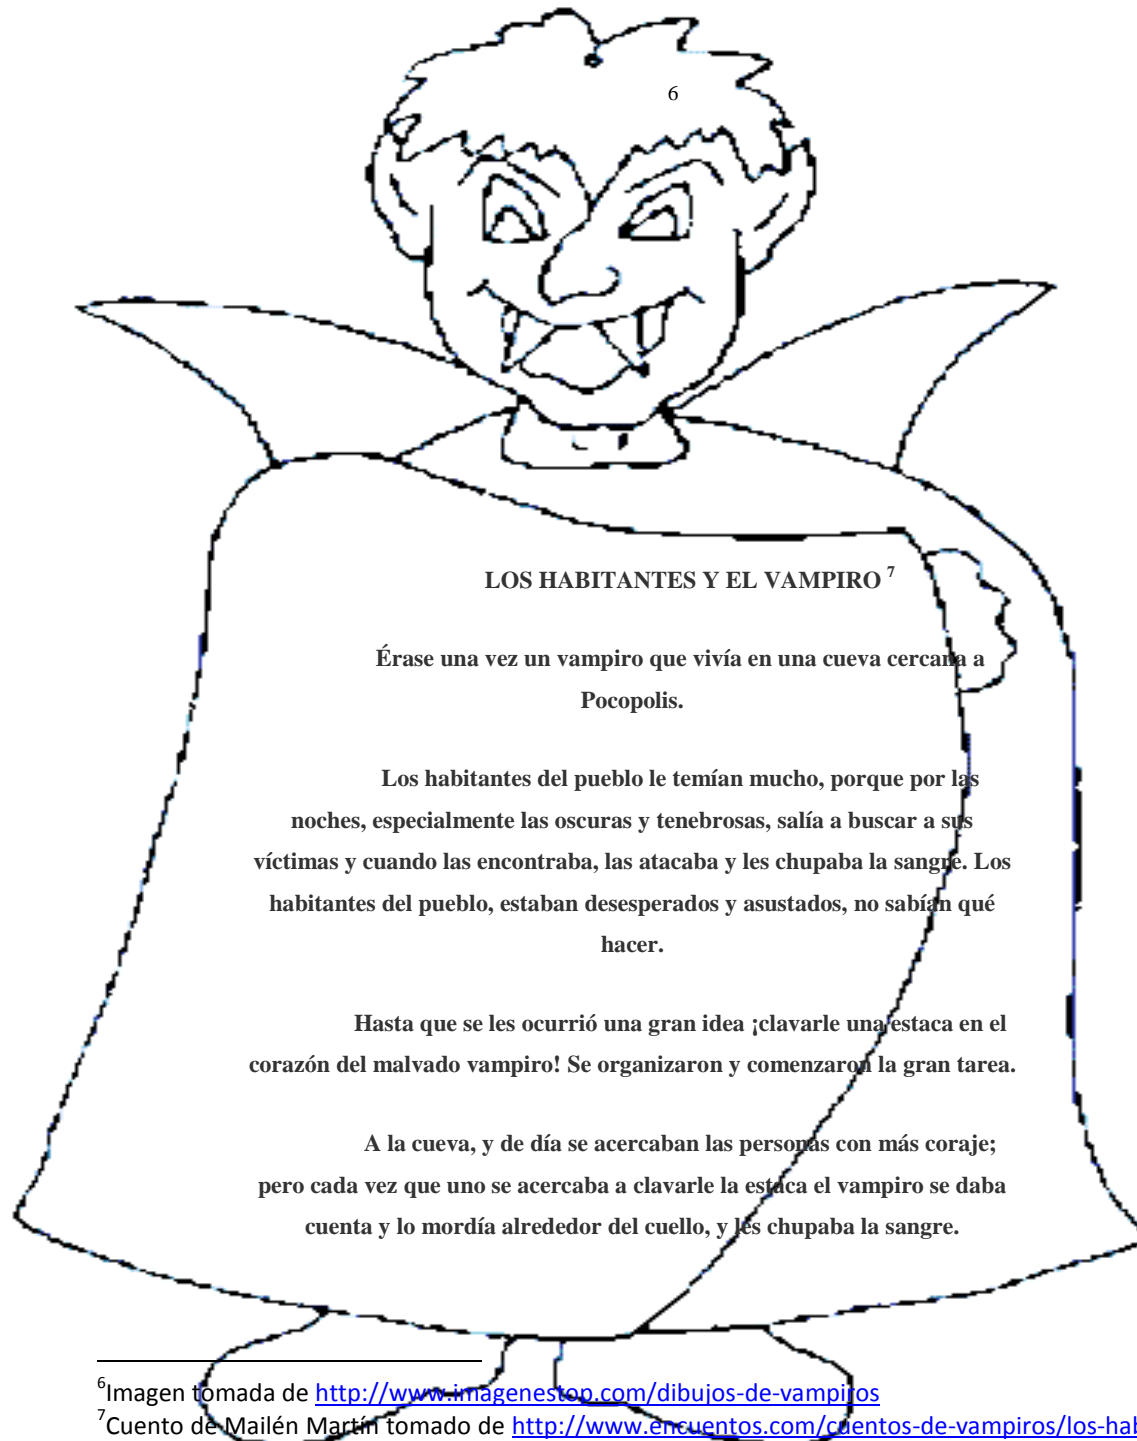 6
LOS HABITANTES Y EL VAMPIRO 7
Érase una vez un vampiro que vivía en una cueva cercana a
Pocopolis.
Los habitantes del pueblo le temían mucho, porque por las
noches, especialmente las oscuras y tenebrosas, salía a buscar a sus
víctimas y cuando las encontraba, las atacaba y les chupaba la sangre. Los
habitantes del pueblo, estaban desesperados y asustados, no sabían qué
hacer.
Hasta que se les ocurrió una gran idea ¡clavarle una estaca en el
corazón del malvado vampiro! Se organizaron y comenzaron la gran tarea.
A la cueva, y de día se acercaban las personas con más coraje;
pero cada vez que uno se acercaba a clavarle la estaca el vampiro se daba
cuenta y lo mordía alrededor del cuello, y les chupaba la sangre.
6Imagen tomada de http://www.imagenestop.com/dibujos-de-vampiros
7Cuento de Mailén Martín tomado de http://www.encuentos.com/cuentos-de-vampiros/los-hab